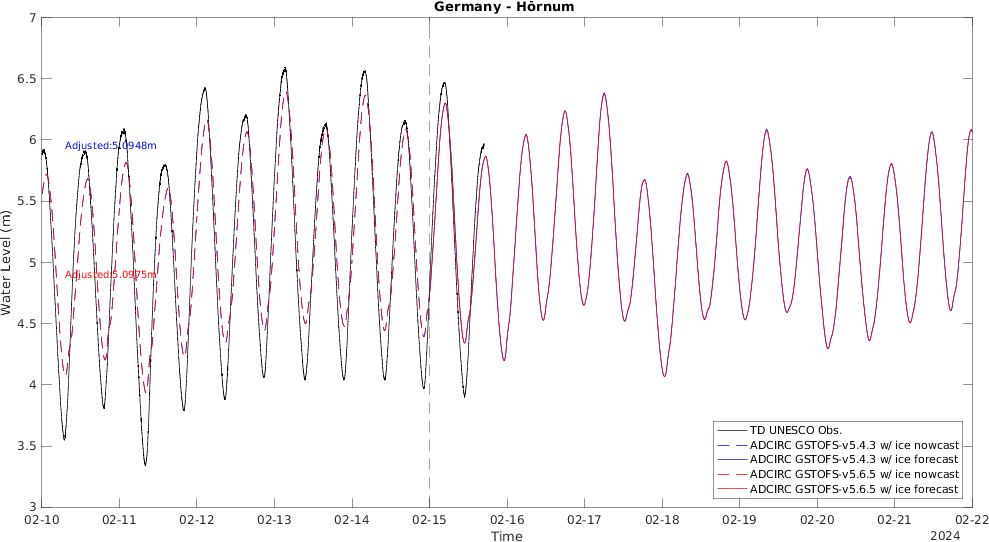 Germany - Hörnum
7
6.5
6
5.5
5
4.5
4
3.5
3
Water Level (m)
Adjusted:5.0948m
Adjusted:5.0975m
TD UNESCO Obs.
ADCIRC GSTOFS-v5.4.3 w/ ice nowcast
ADCIRC GSTOFS-v5.4.3 w/ ice forecast
ADCIRC GSTOFS-v5.6.5 w/ ice nowcast
ADCIRC GSTOFS-v5.6.5 w/ ice forecast
02-10 02-11 02-12 02-13 02-14 02-15 02-16 02-17 02-18 02-19 02-20 02-21 02-22
Time
2024